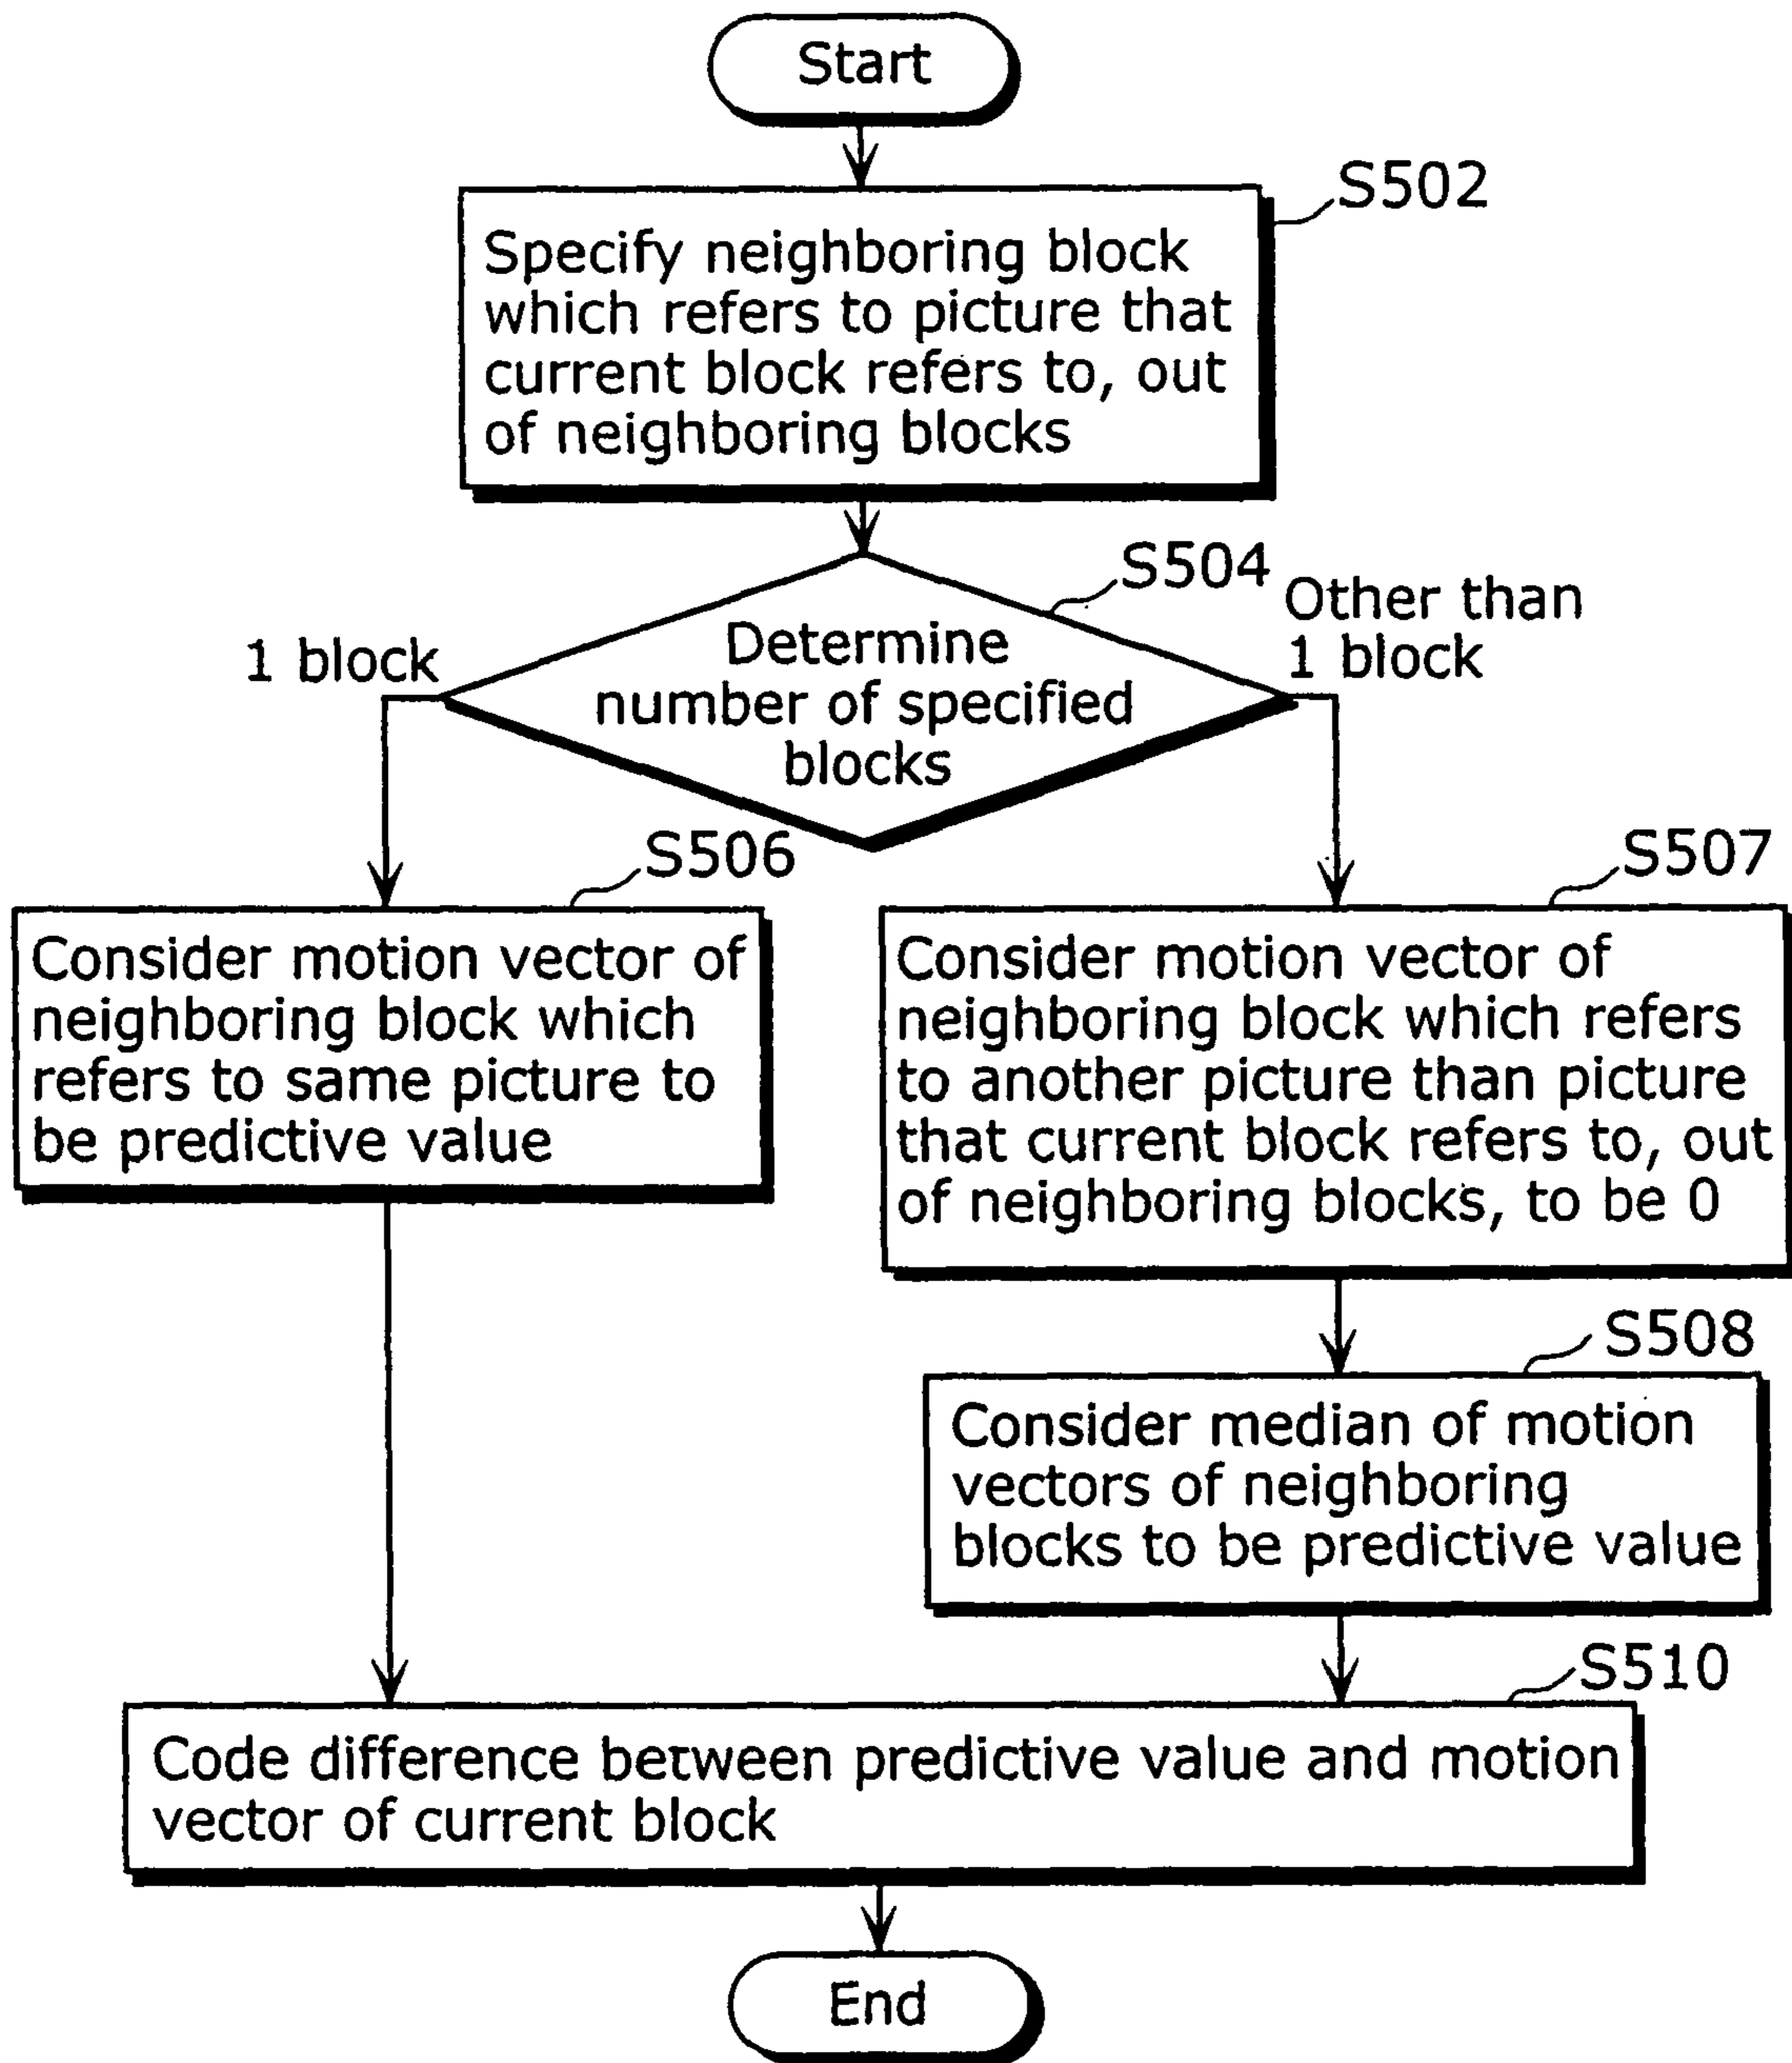 Start
S502
Specify neighboring block
which refers to picture that
current block refers to, out
of neighboring blocks
S504
Determine
number of specified
blocks
1 block
Other than
1 block
S506
Consider motion vector of
neighboring block which
refers to same picture to
be predictive value
S507
Consider motion vector of
neighboring block which refers
to another picture than picture
that current block refers to, out
of neighboring blocks, to be 0
S508
Consider median of motion
vectors of neighboring
blocks to be predictive value
S510
Code difference between predictive value and motion
vector of current block
End